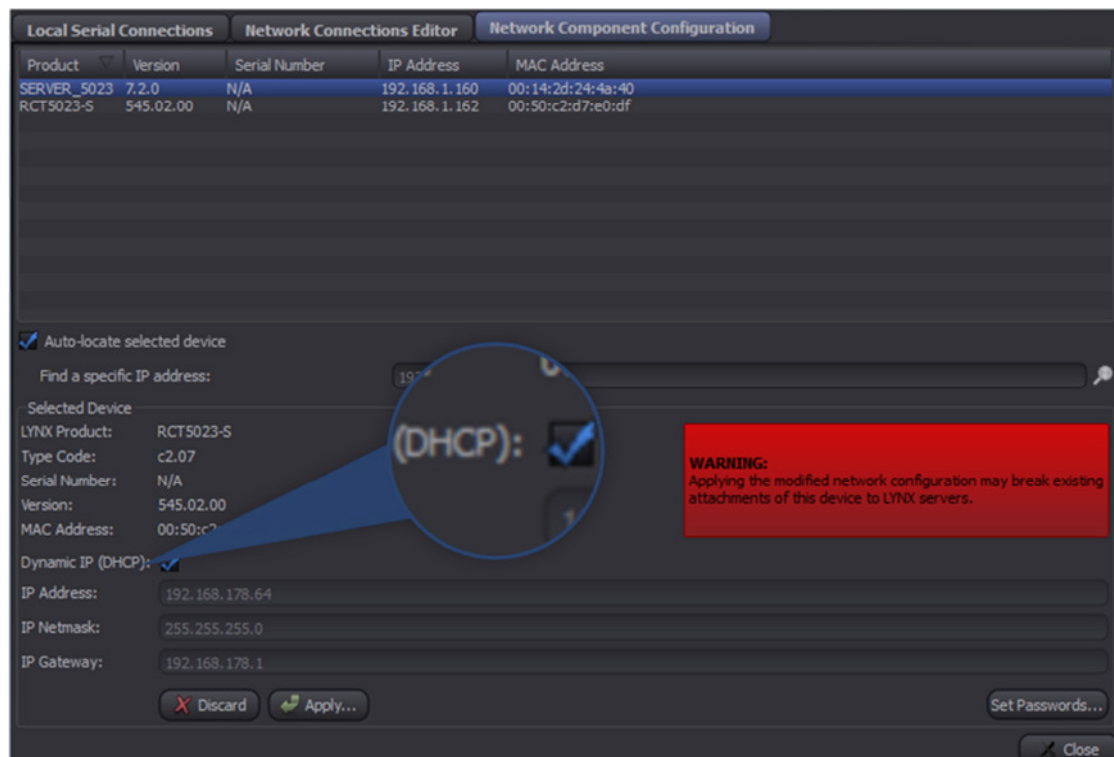 Local Serial Connections Network Connections Editor Network Component Configuration
Product Version Serial Number IP Address MAC Address
SERVER_5023 7.2.0 N/A 192.168.1.160 00:14:2d:24:4a:40
RCT5023-S 545.02.00 N/A 192.168.1.162 00:50:c2:d7:e0:df
Auto-locate selected device
Find a specific IP address:
Selected Device
LYNX Product: RCT5023-S
(DHCP):
Type Code: c2.07
WARNING:
Serial Number: N/A
Applying the modified network configuration may break existing
Version: 545.02.00
attachments of this device to LYNX servers.
MAC Address: 00:50:c2
Dynamic IP (DHCP):
IP Address: 192.168.178.64
IP Netmask: 255.255.255.0
IP Gateway: 192.168.178.1
Discard Apply... Set Passwords...
Close